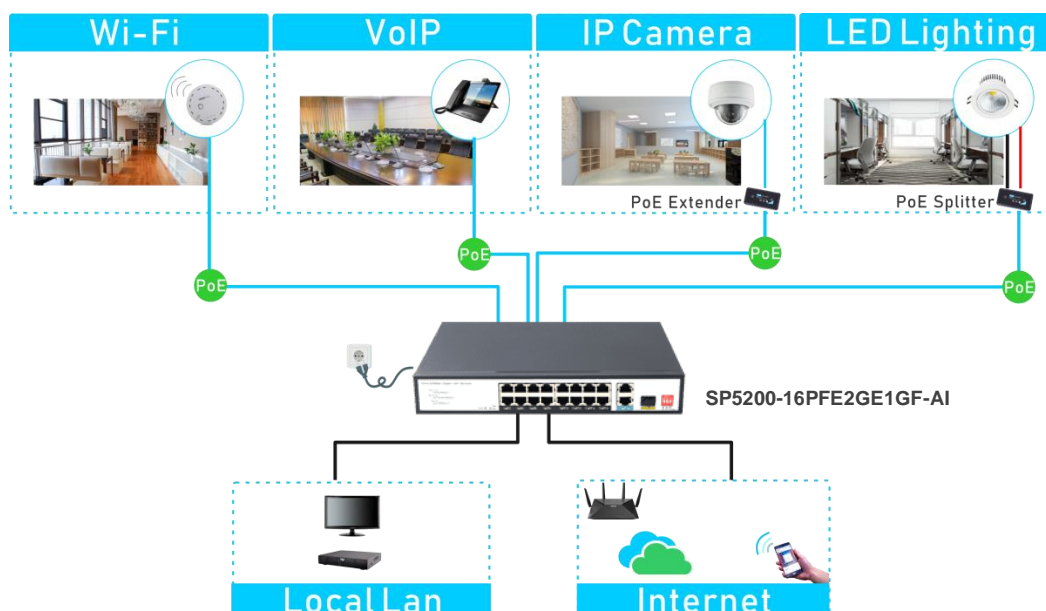 Wi-Fi
VoIP
IP Camera
LED Lighting
PoE Extender
PoE Splitter
PoE
PoE
PoE
PoE
SP5200-16PFE2GE1GF-AI
Local Lan
Internet